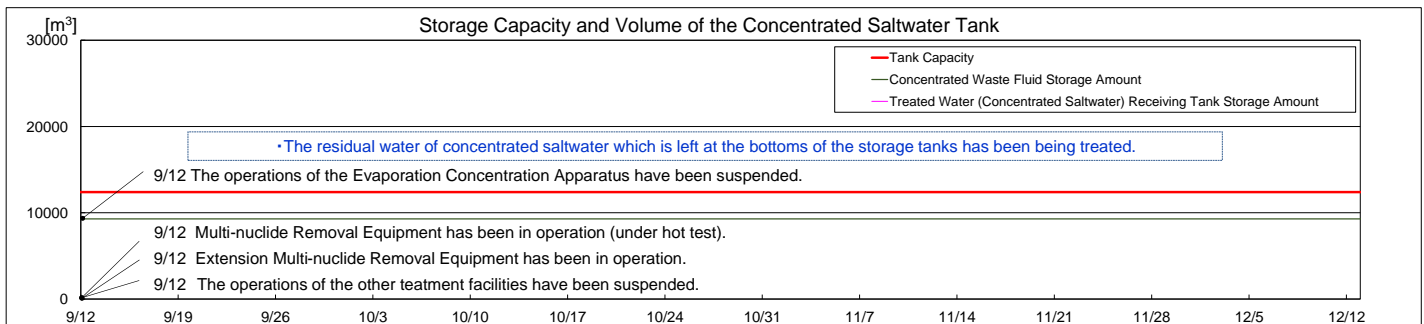 Storage Capacity and Volume of the Concentrated Saltwater Tank
[m³]
30000
Tank Capacity
Concentrated Waste Fluid Storage Amount
Treated Water (Concentrated Saltwater) Receiving Tank Storage Amount
20000
・The residual water of concentrated saltwater which is left at the bottoms of the storage tanks has been being treated.
9/12 The operations of the Evaporation Concentration Apparatus have been suspended.
10000
9/12 Multi-nuclide Removal Equipment has been in operation (under hot test).
9/12 Extension Multi-nuclide Removal Equipment has been in operation.
9/12 The operations of the other teatment facilities have been suspended.
0
9/12 9/19 9/26 10/3 10/10 10/17 10/24 10/31 11/7 11/14 11/21 11/28 12/5 12/12